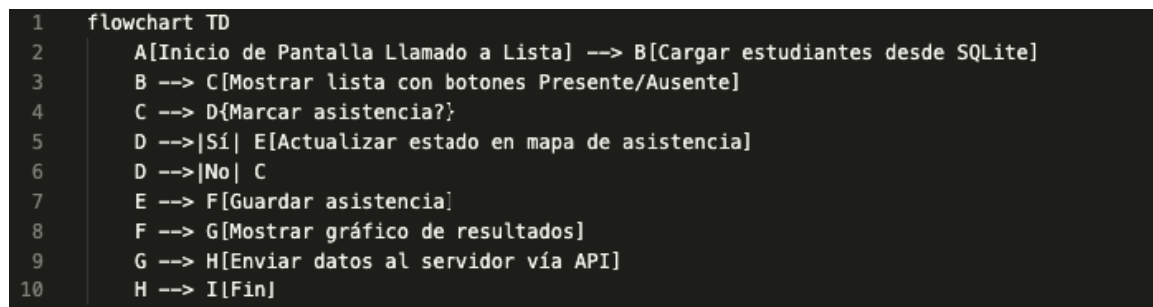 1 flowchart TD
2 A[Inicio de Pantalla Llamado a Lista] --> B[Cargar estudiantes desde SQLite]
3 B --> C[Mostrar lista con botones Presente/Ausente]
4 C --> D{Marcar asistencia?}
5 D -->|Sí| E[Actualizar estado en mapa de asistencia]
6 D -->|No| C
7 E --> F[Guardar asistencia]
8 F --> G[Mostrar gráfico de resultados]
9 G --> H[Enviar datos al servidor vía API]
10 H --> I[Fin]